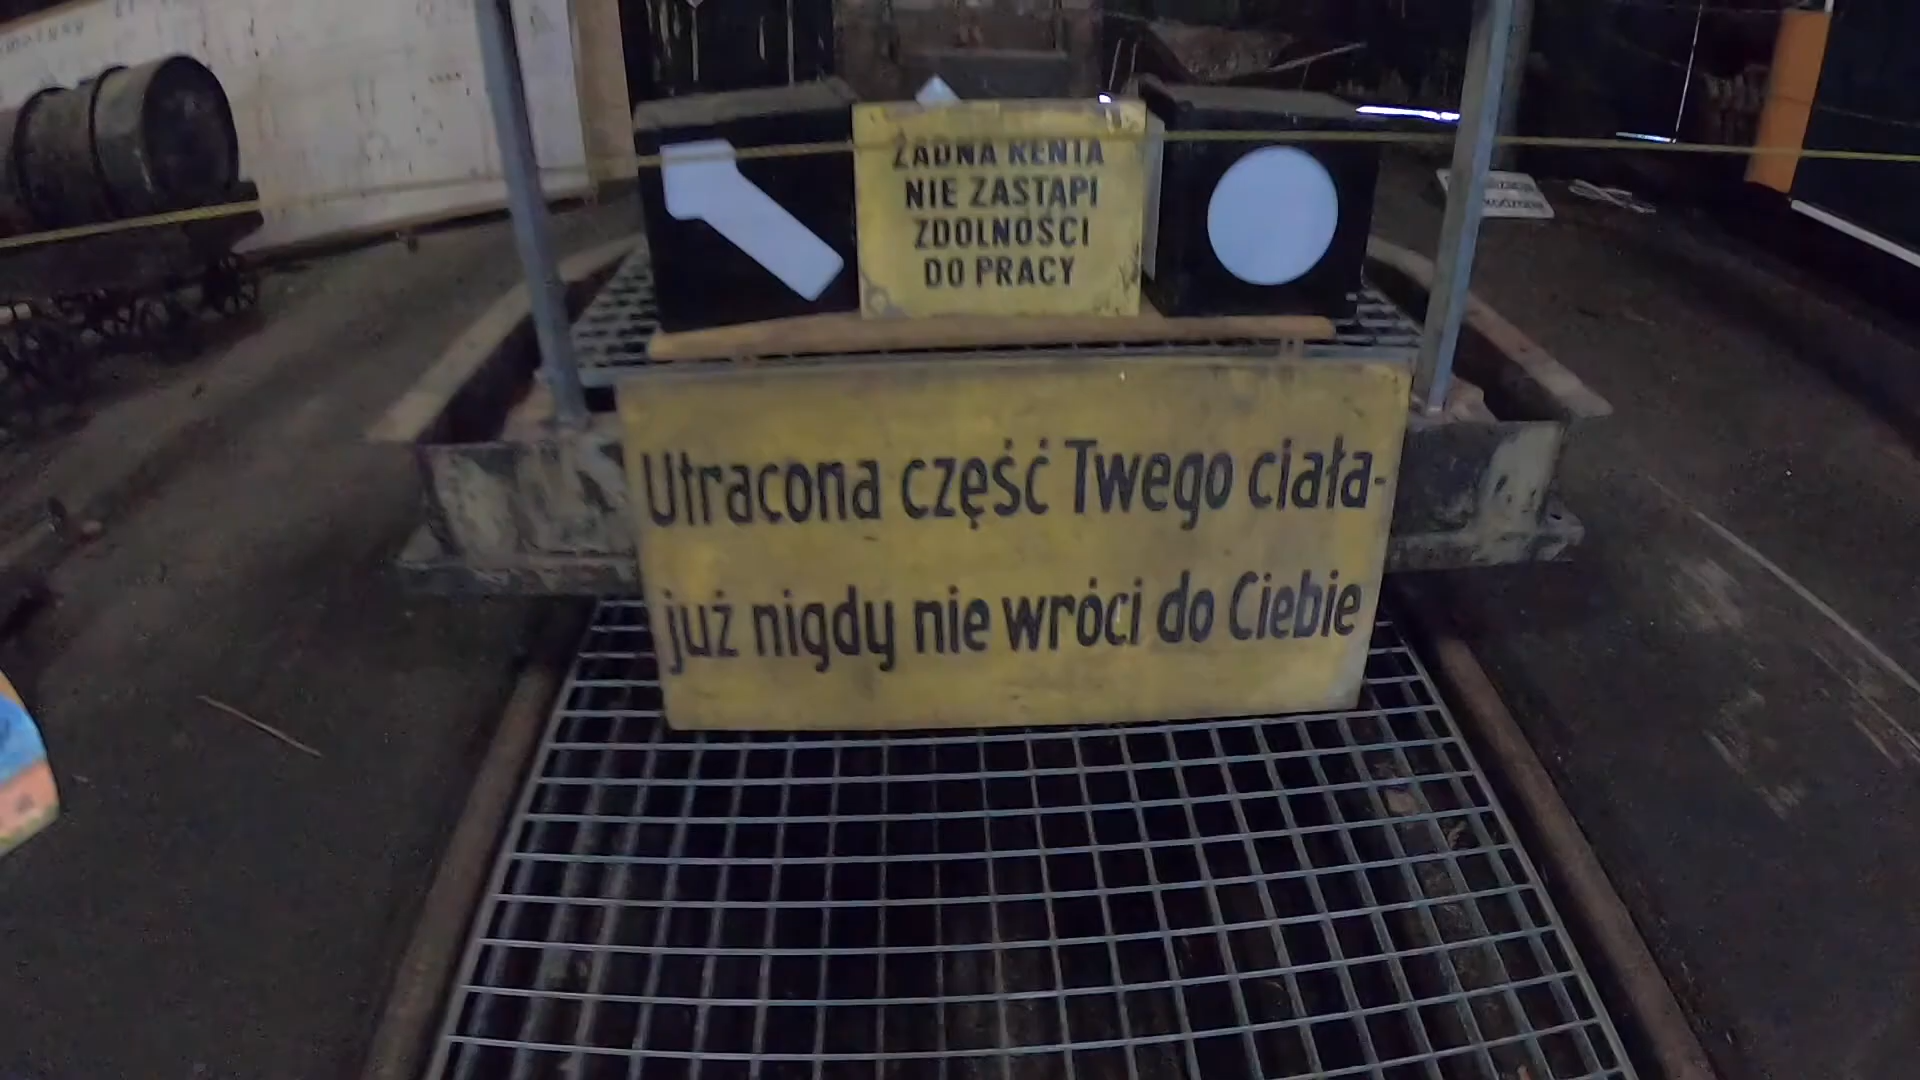 ŻADNA RENTA
NIE ZASTĄPI
ZDOLNOŚCI
DO PRACY
Utracona część Twego ciała-
już nigdy nie wróci do Ciebie